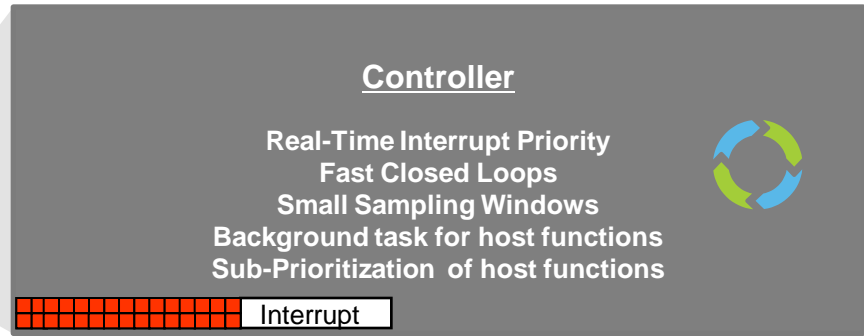 Controller
Real-Time Interrupt Priority
Fast Closed Loops
Small Sampling Windows
Background task for host functions
Sub-Prioritization of host functions
Interrupt